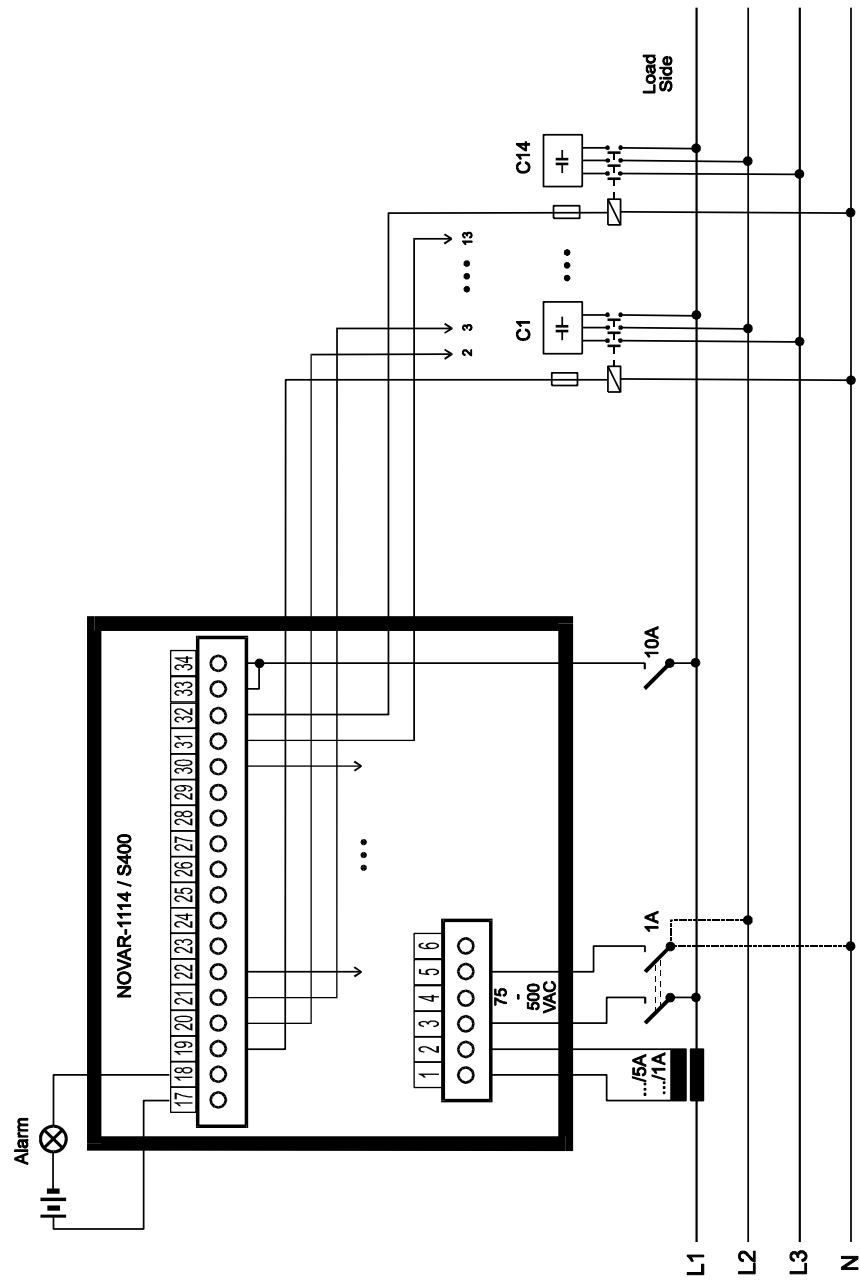 Alarm
NOVAR-1114 / S400
17 18 19 20 21 22 23 24 25 26 27 28 29 30 31 32 33 34
1 2 3 4 5 6
75
-
500
VAC
.../5A
.../1A
1A
10A
C1
C14
2 3 13
Load
Side
L1
L2
L3
N